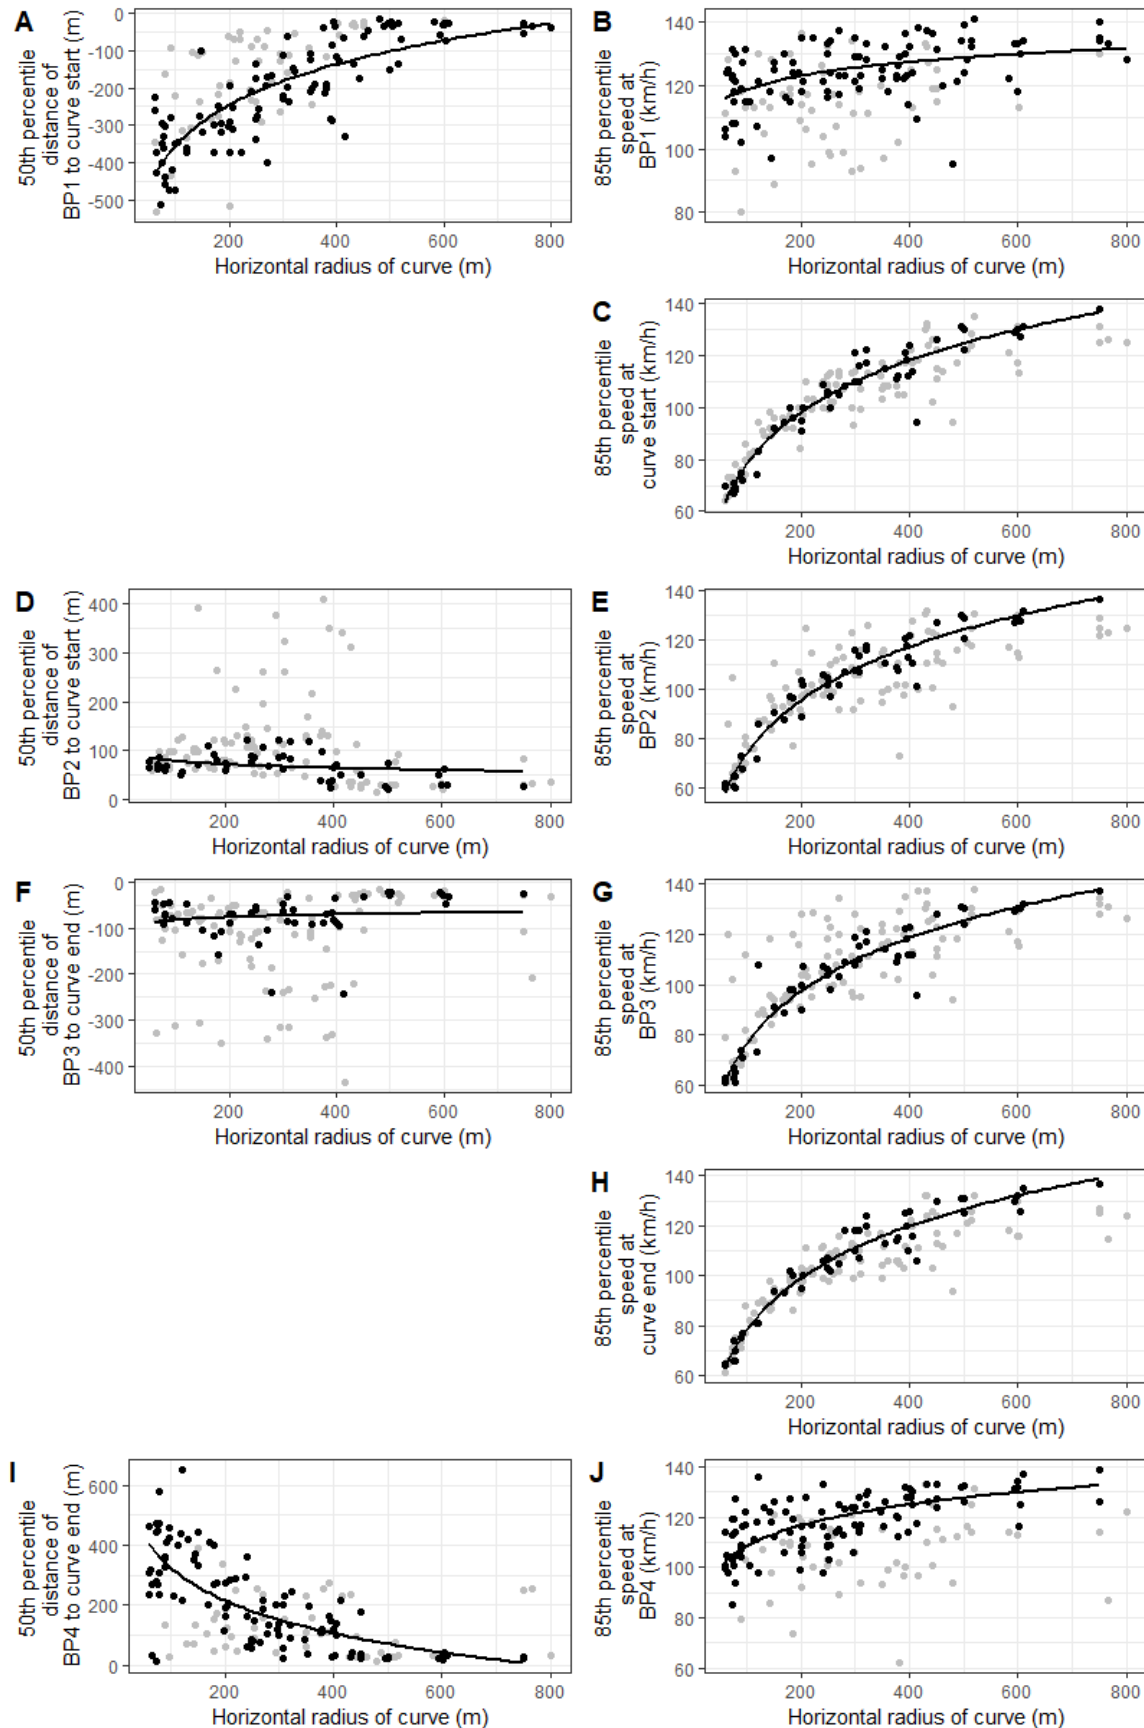 A
50th percentile
distance of
BP1 to curve start (m)
0
-100
-200
-300
-400
-500
200
400
600
800
Horizontal radius of curve (m)
B
85th percentile
speed at
BP1 (km/h)
140
120
100
80
200
400
600
800
Horizontal radius of curve (m)
C
85th percentile
speed at
curve start (km/h)
140
120
100
80
60
200
400
600
800
Horizontal radius of curve (m)
D
50th percentile
distance of
BP2 to curve start (m)
400
300
200
100
0
200
400
600
800
Horizontal radius of curve (m)
E
85th percentile
speed at
BP2 (km/h)
140
120
100
80
60
200
400
600
800
Horizontal radius of curve (m)
F
50th percentile
distance of
BP3 to curve end (m)
0
-100
-200
-300
-400
200
400
600
800
Horizontal radius of curve (m)
G
85th percentile
speed at
BP3 (km/h)
140
120
100
80
60
200
400
600
800
Horizontal radius of curve (m)
H
85th percentile
speed at
curve end (km/h)
140
120
100
80
60
200
400
600
800
Horizontal radius of curve (m)
I
50th percentile
distance of
BP4 to curve end (m)
600
400
200
0
200
400
600
800
Horizontal radius of curve (m)
J
85th percentile
speed at
BP4 (km/h)
140
120
100
80
60
200
400
600
800
Horizontal radius of curve (m)